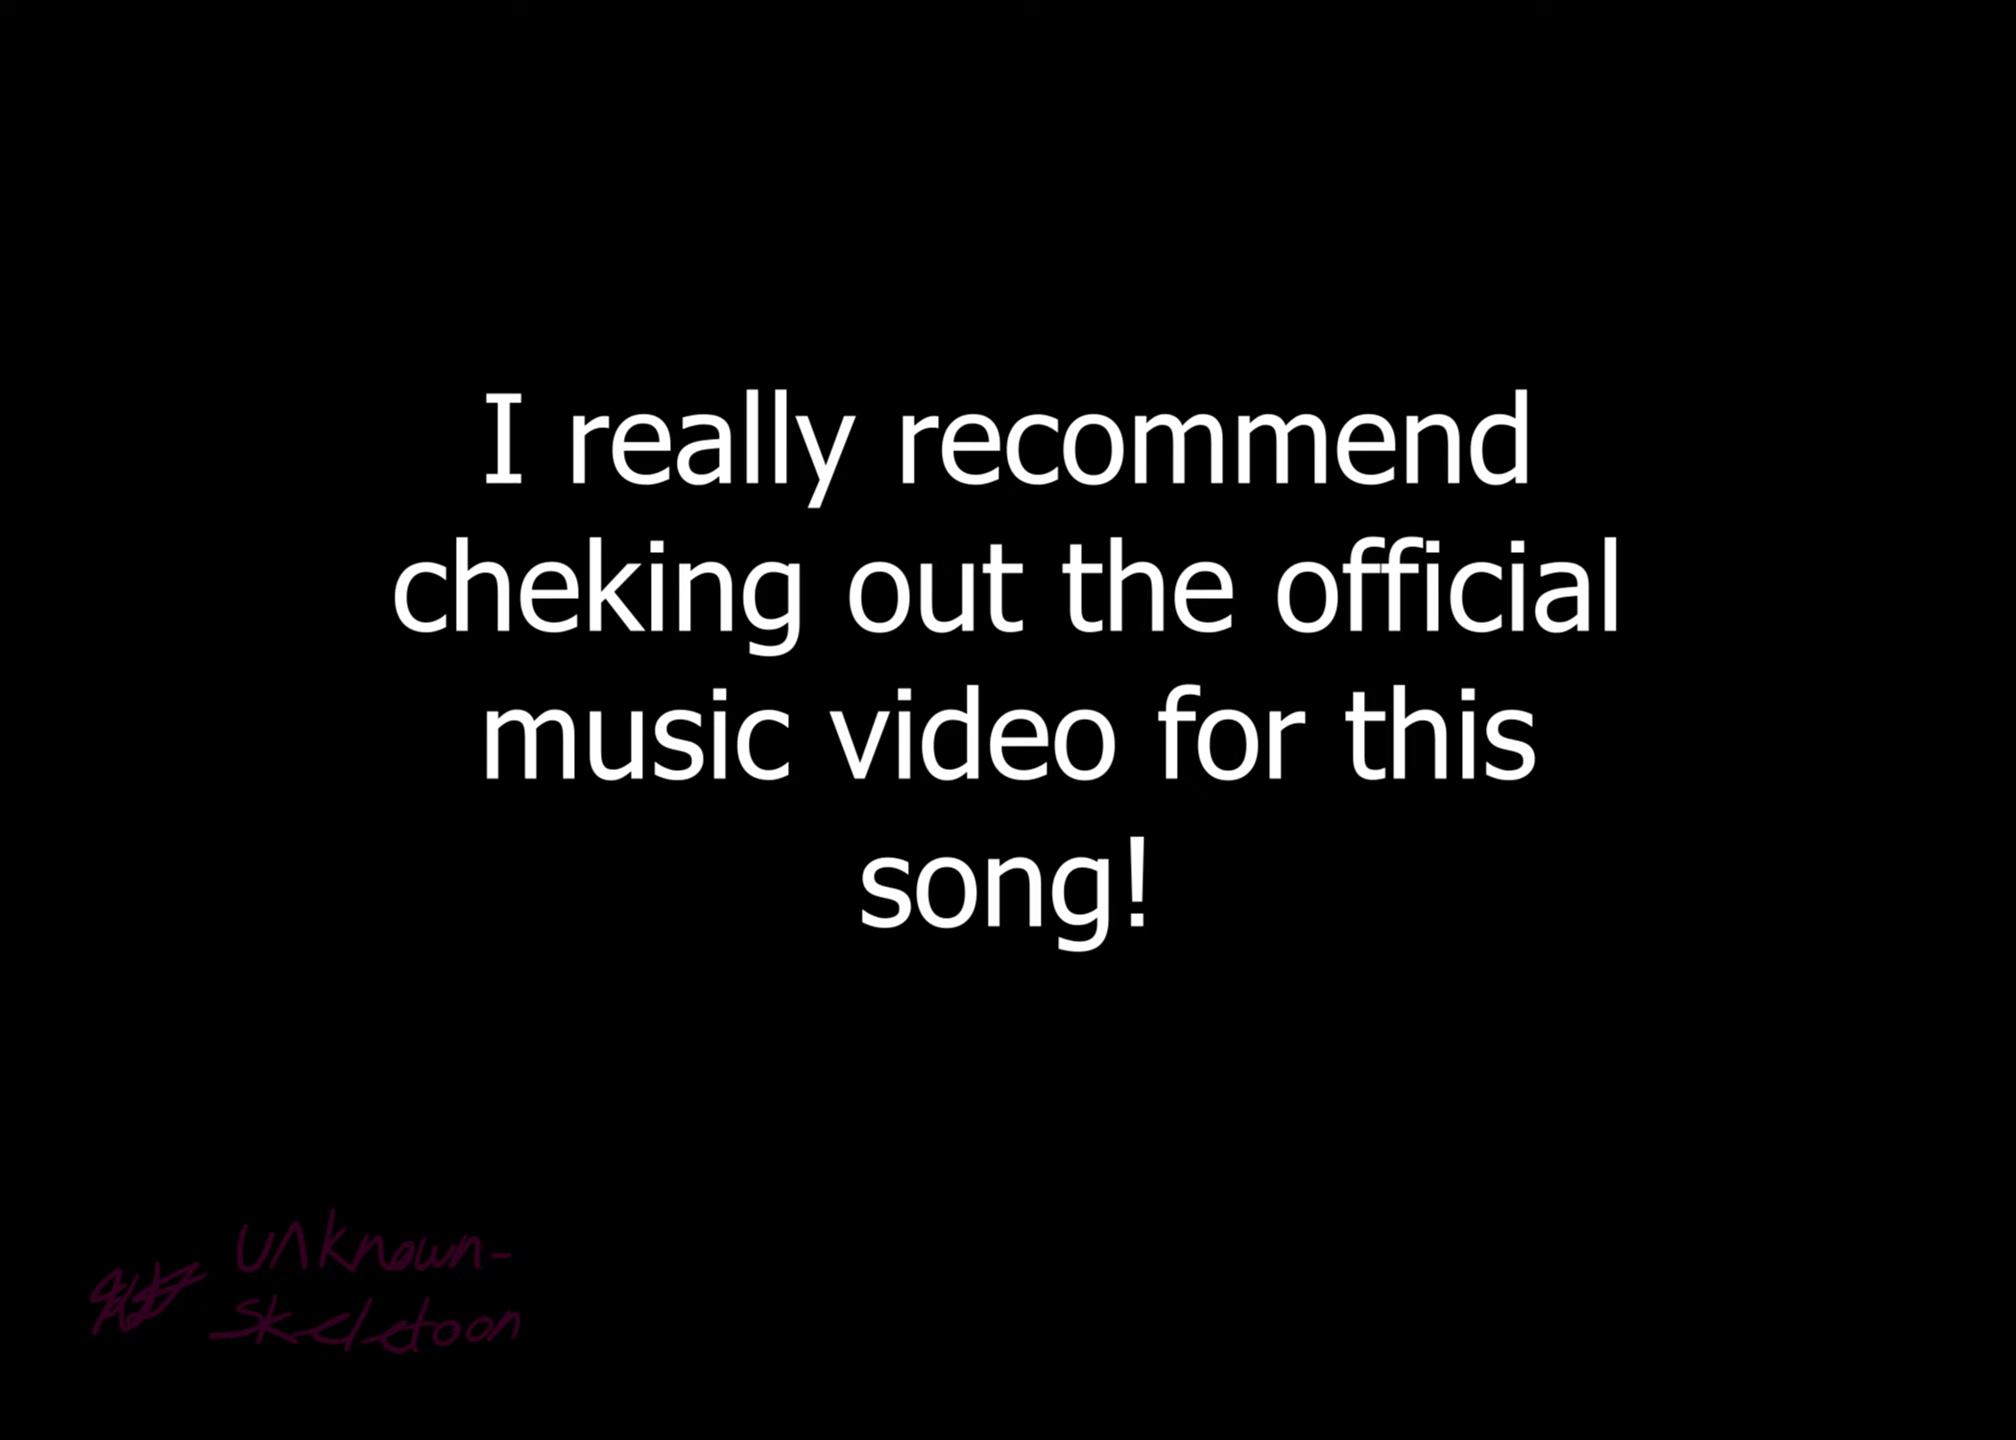 I really recommend
cheking out the official
music video for this
song!
unknown-
skeletoon